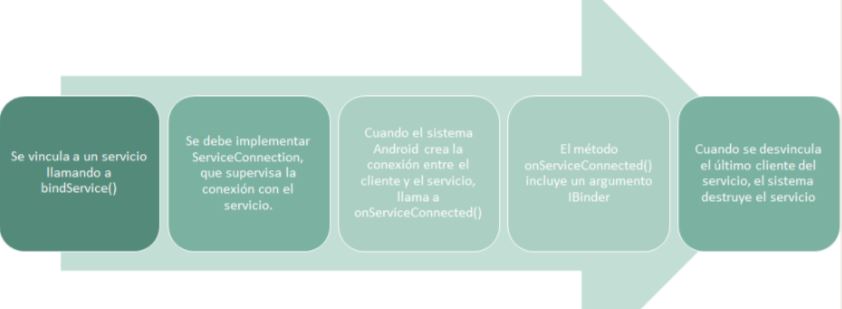 Se vincula a un servicio
llamando a
bindService()
Se debe implementar
ServiceConnection,
que supervisa la
conexión con el
servicio.
Cuando el sistema
Android crea la
conexión entre el
cliente y el servicio,
llama a
onServiceConnected()
El método
onServiceConnected()
incluye un argumento
IBinder
Cuando se desvincula
el último cliente del
servicio, el sistema
destruye el servicio